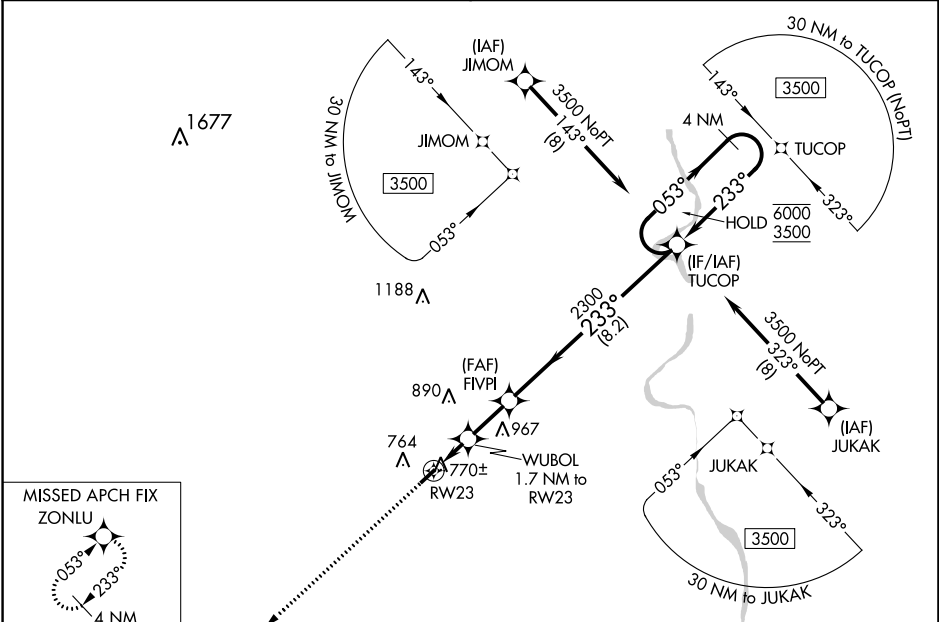 1677
30 NM to JIMOM
143°
JIMOM
3500
053°
(IAF)
JIMOM
3500 NoPT
143°
(8)
30 NM to TUCOP (NoPT)
143°
3500
TUCOP
323°
4 NM
053°
233°
HOLD
6000
3500
(IF/IAF)
TUCOP
1188
2300
233°
(8.2)
3500 NoPT
323°
(8)
(IAF)
JUKAK
(FAF)
FIVPI
890
967
764
770±
RW23
WUBOL
1.7 NM to
RW23
JUKAK
053°
323°
3500
30 NM to JUKAK
MISSED APCH FIX
ZONLU
053°
233°
4 NM